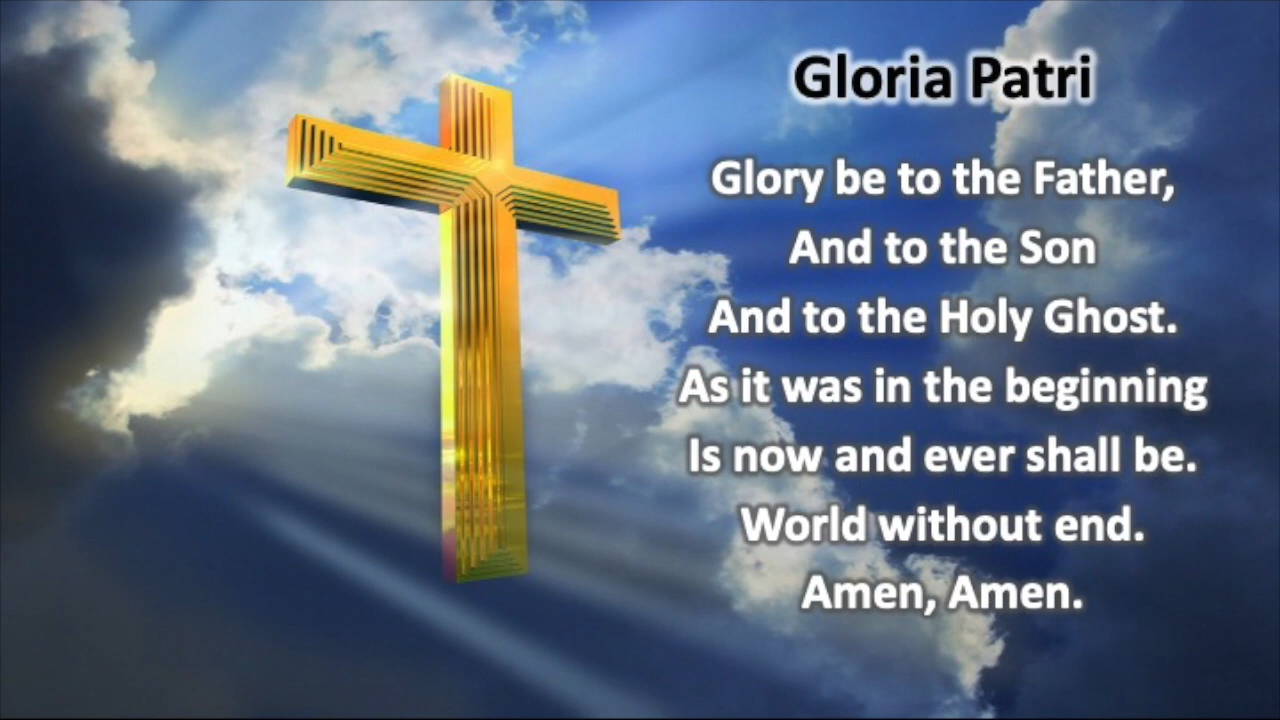 Gloria Patri
Glory be to the Father,
And to the Son
And to the Holy Ghost.
As it was in the beginning
Is now and ever shall be.
World without end.
Amen, Amen.